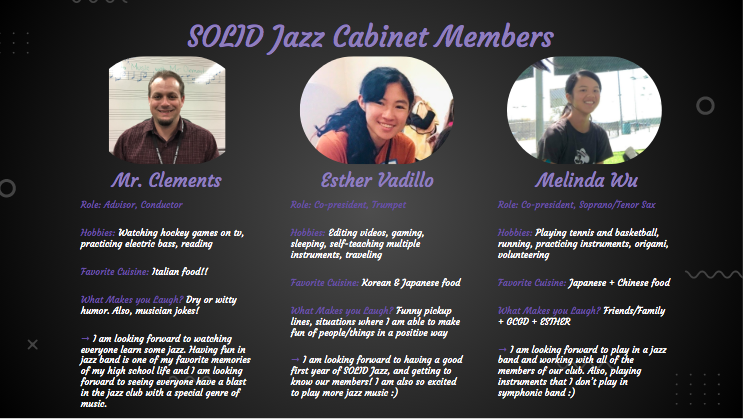 SOLID Jazz Cabinet Members
Mr. Clements
Role: Advisor, Conductor
Hobbies: Watching hockey games on tv,
practicing electric bass, reading
Favorite Cuisine: Italian food!!
What Makes you Laugh? Dry or witty
humor. Also, musician jokes!
→ I am looking forward to watching
everyone learn some jazz. Having fun in
jazz band is one of my favorite memories
of my high school life and I am looking
forward to seeing everyone have a blast
in the jazz club with a special genre of
music.
Esther Vadillo
Role: Co-president, Trumpet
Hobbies: Editing videos, gaming,
sleeping, self-teaching multiple
instruments, traveling
Favorite Cuisine: Korean & Japanese food
What Makes you Laugh? Funny pickup
lines, situations where I am able to make
fun of people/things in a positive way
→ I am looking forward to having a good
first year of SOLID Jazz, and getting to
know our members! I am also so excited
to play more jazz music :)
Melinda Wu
Role: Co-president, Soprano/Tenor Sax
Hobbies: Playing tennis and basketball,
running, practicing instruments, origami,
volunteering
Favorite Cuisine: Japanese + Chinese food
What Makes you Laugh? Friends/Family
+ GCGD + ESTHER
→ I am looking forward to play in a jazz
band and working with all of the
members of our club. Also, playing
instruments that I don't play in
symphonic band :)